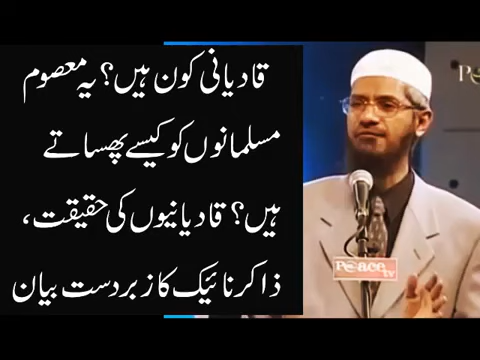 قادیانی کون ہیں؟ یہ معصوم
مسلمانوں کو کیسے پھساتے
ہیں؟ قادیانیوں کی حقیقت،
ذاکر نائیک کا زبردست بیان
Peace
Peace
TV